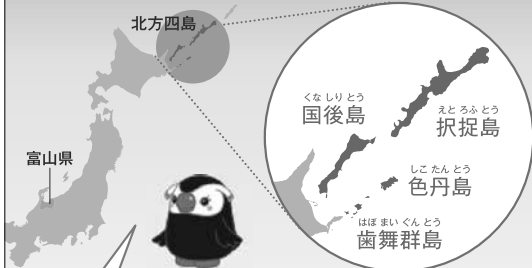 北方四島
富山県
くな しり とう
国後島
えと ろふ とう
択捉島
しこ たん とう
色丹島
はぼ まい ぐん とう
歯舞群島